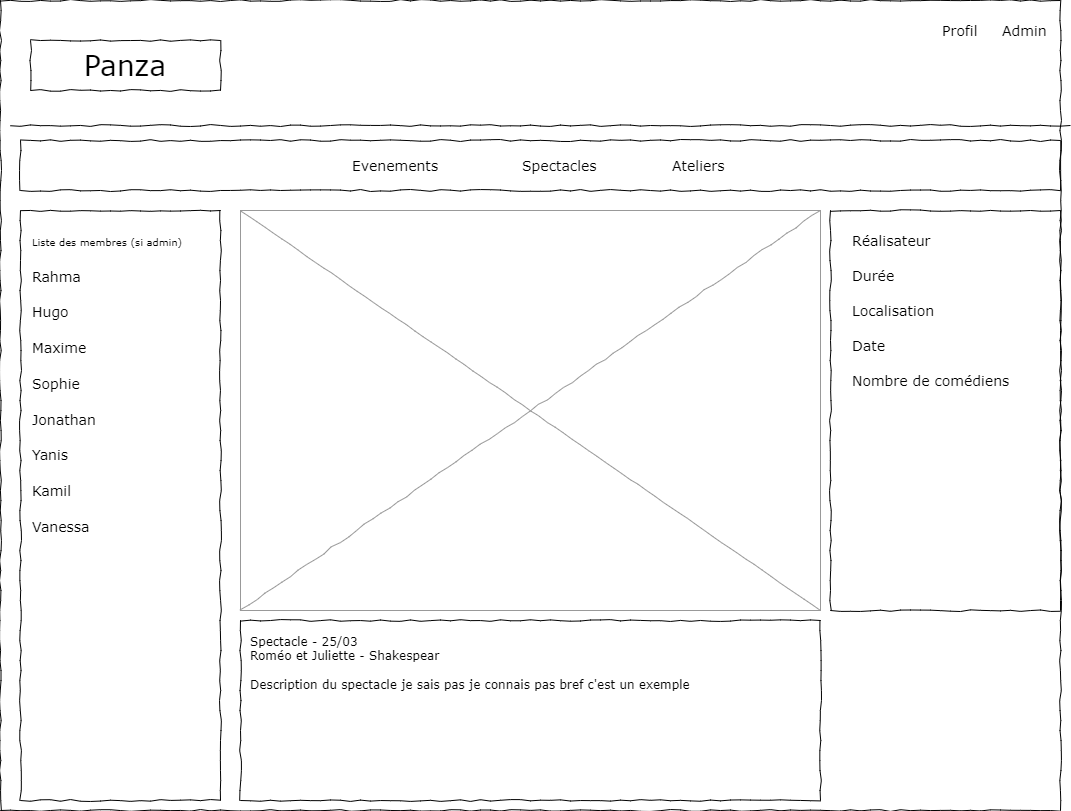 Profil Admin
Panza
Evenements Spectacles Ateliers
Liste des membres (si admin)
Rahma
Hugo
Maxime
Sophie
Jonathan
Yanis
Kamil
Vanessa
Réalisateur
Durée
Localisation
Date
Nombre de comédiens
Spectacle - 25/03
Roméo et Juliette - Shakespear
Description du spectacle je sais pas je connais pas bref c'est un exemple